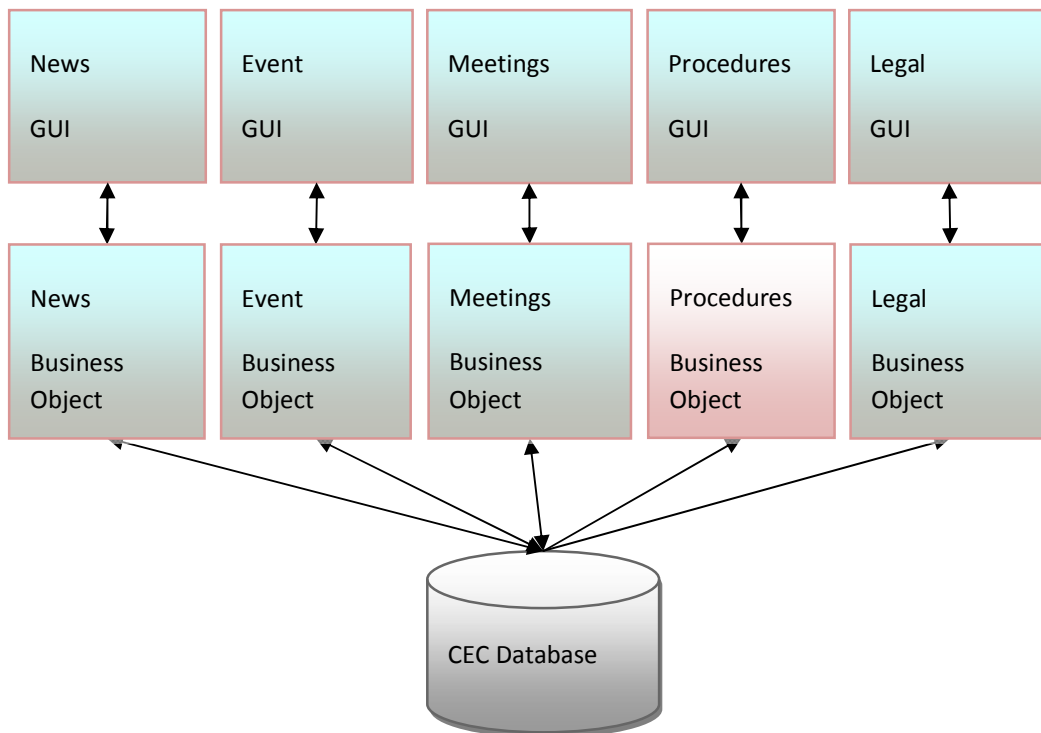 News
GUI
Event
GUI
Meetings
GUI
Procedures
GUI
Legal
GUI
News
Business
Object
Event
Business
Object
Meetings
Business
Object
Procedures
Business
Object
Legal
Business
Object
CEC Database